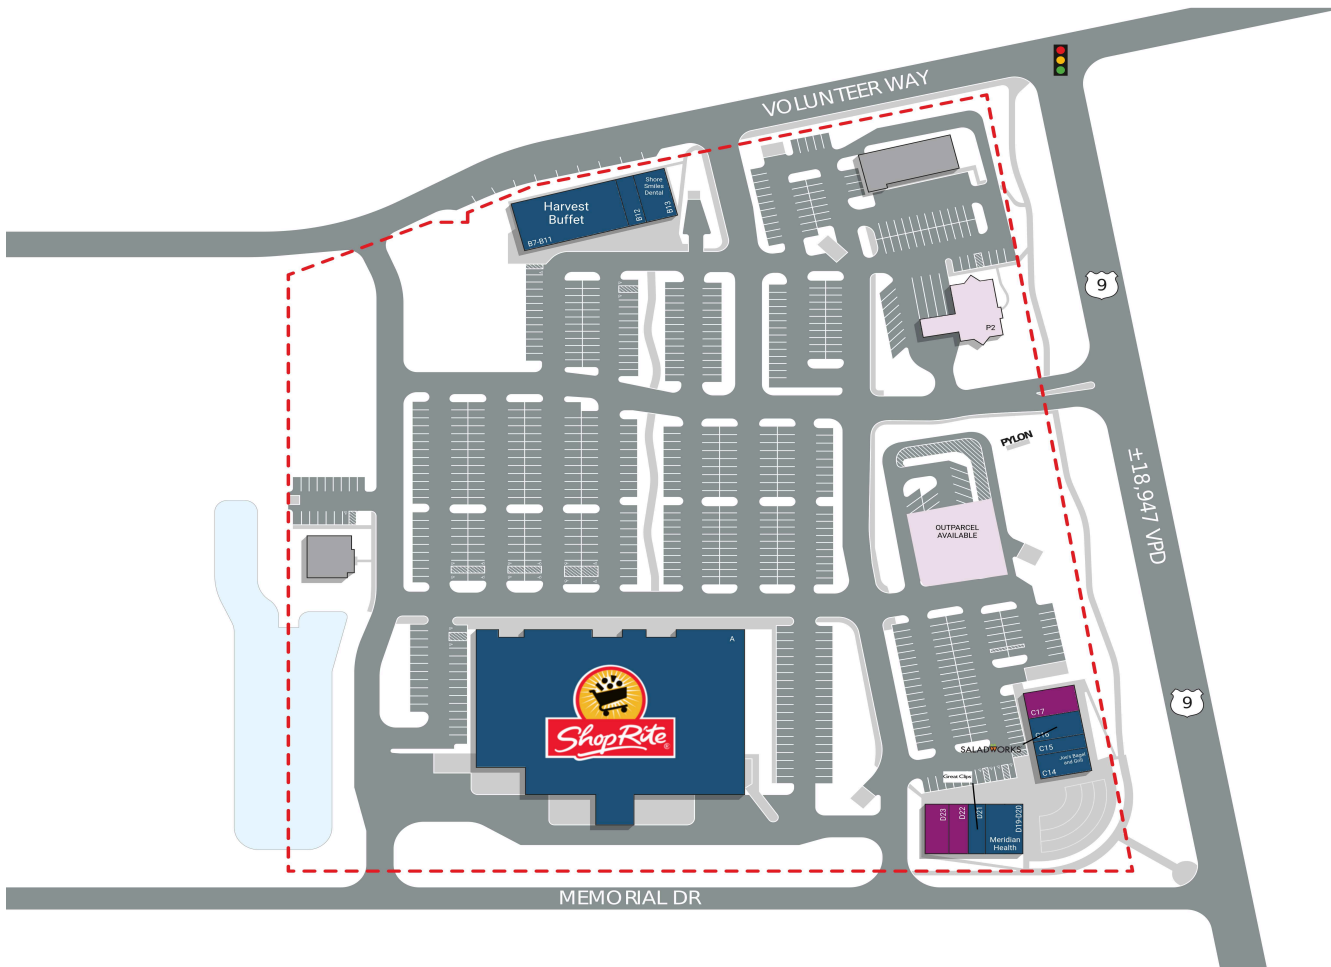 VOLUNTEER WAY
Shore
Smiles
Dental
Harvest
Buffet
B12
B13
B7-B11
9
P2
PYLON
±18,947 VPD
OUTPARCEL
AVAILABLE
A
ShopRite
®
9
C17
C16
SALADWORKS
C15
Joe's Bagel
and Grill
C14
Great Clips
D23
D22
D21
D19-D20
Meridian
Health
MEMORIAL DR